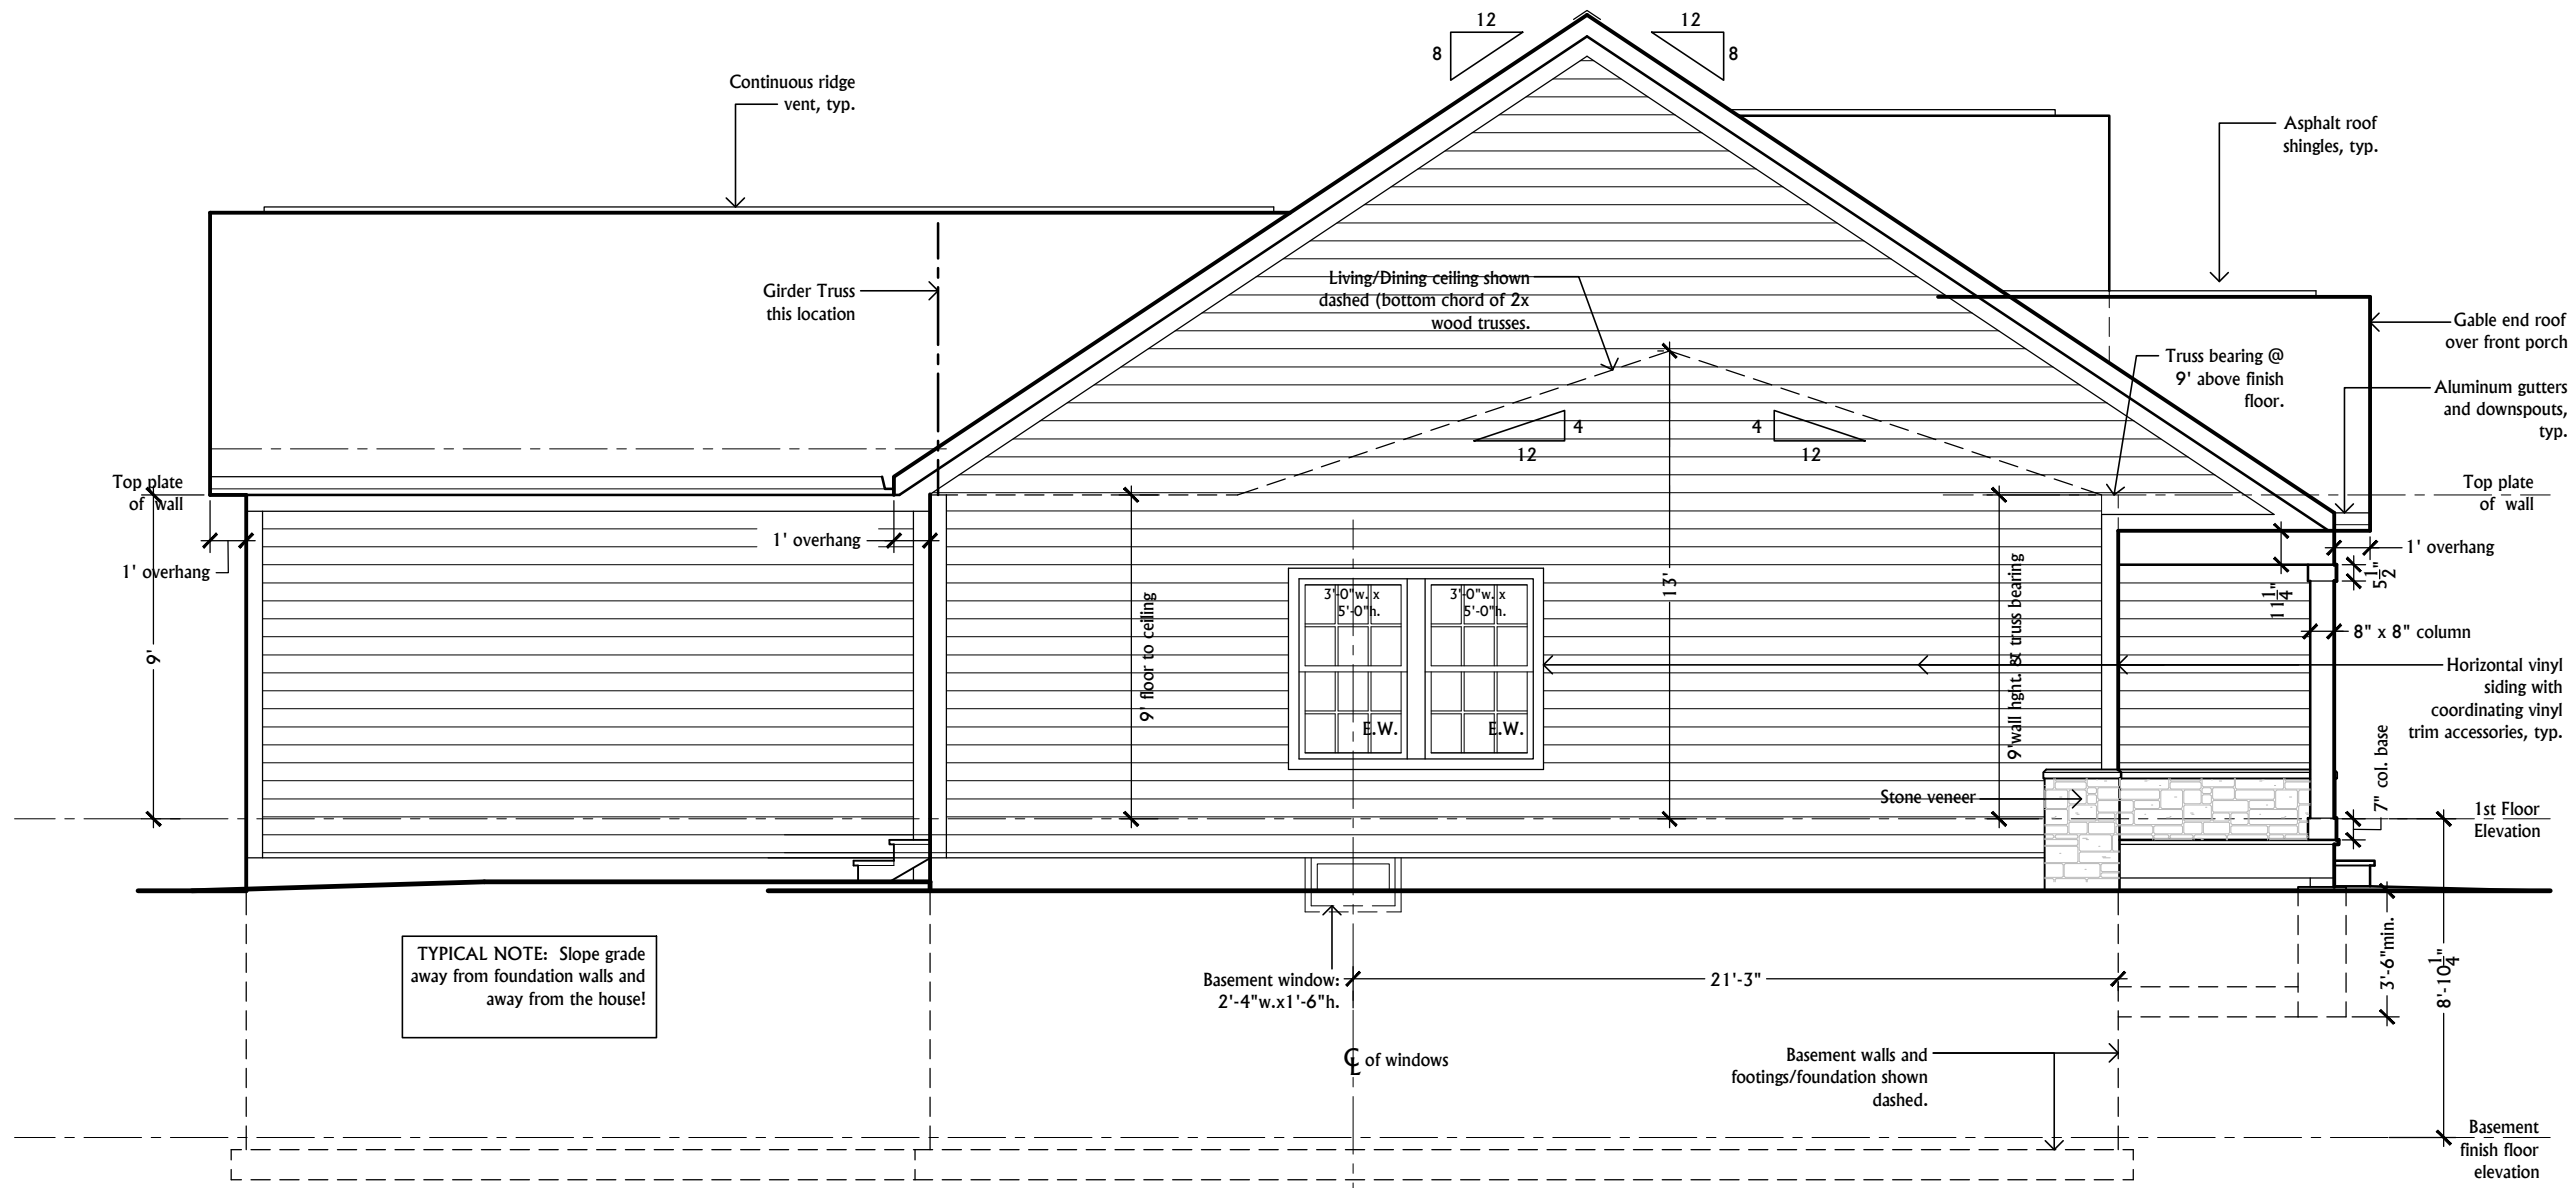 12
8
12
8
Continuous ridge
vent, typ.
Asphalt roof
shingles, typ.
Girder Truss
this location
Living/Dining ceiling shown
dashed (bottom chord of 2x
wood trusses.
Gable end roof
over front porch
Truss bearing @
9' above finish
floor.
Aluminum gutters
and downspouts,
typ.
4
12
4
12
Top plate
of wall
Top plate
of wall
1' overhang
1' overhang
1' overhang
5 1/2"
11 1/4"
9'
9' floor to ceiling
3'-0"w. x
5'-0"h.
3'-0"w. x
5'-0"h.
E.W.
E.W.
13'
9'wall hght. & truss bearing
8" x 8" column
Horizontal vinyl
siding with
coordinating vinyl
trim accessories, typ.
7" col. base
Stone veneer
1st Floor
Elevation
TYPICAL NOTE: Slope grade
away from foundation walls and
away from the house!
Basement window:
2'-4"w.x1'-6"h.
21'-3"
3'-6"min.
8'-10 1/4"
℄ of windows
Basement walls and
footings/foundation shown
dashed.
Basement
finish floor
elevation